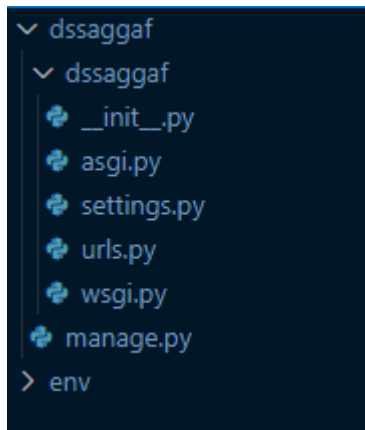 dssaggaf
dssaggaf
__init__.py
asgi.py
settings.py
urls.py
wsgi.py
manage.py
env